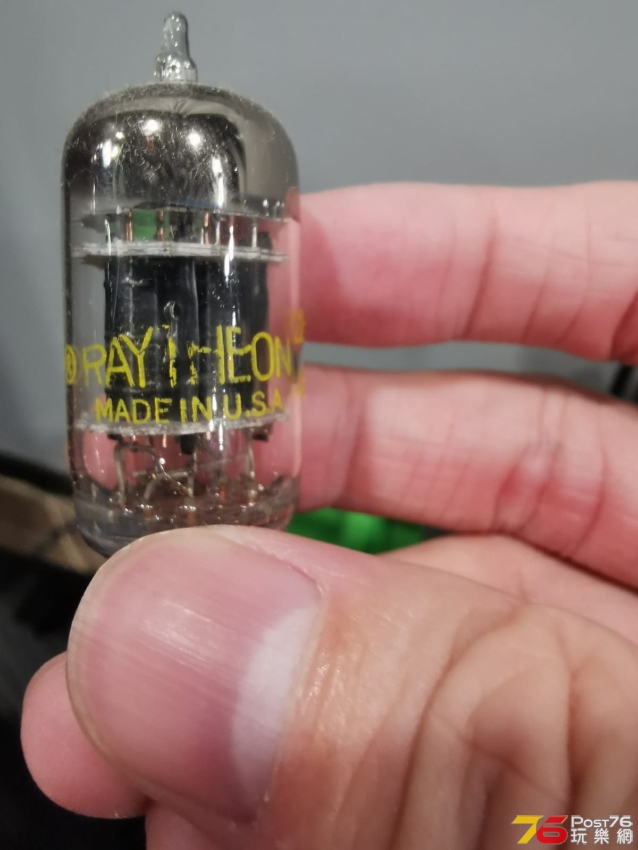 RAYTHEON
MADE IN U.S.A
76 POST76
玩樂網